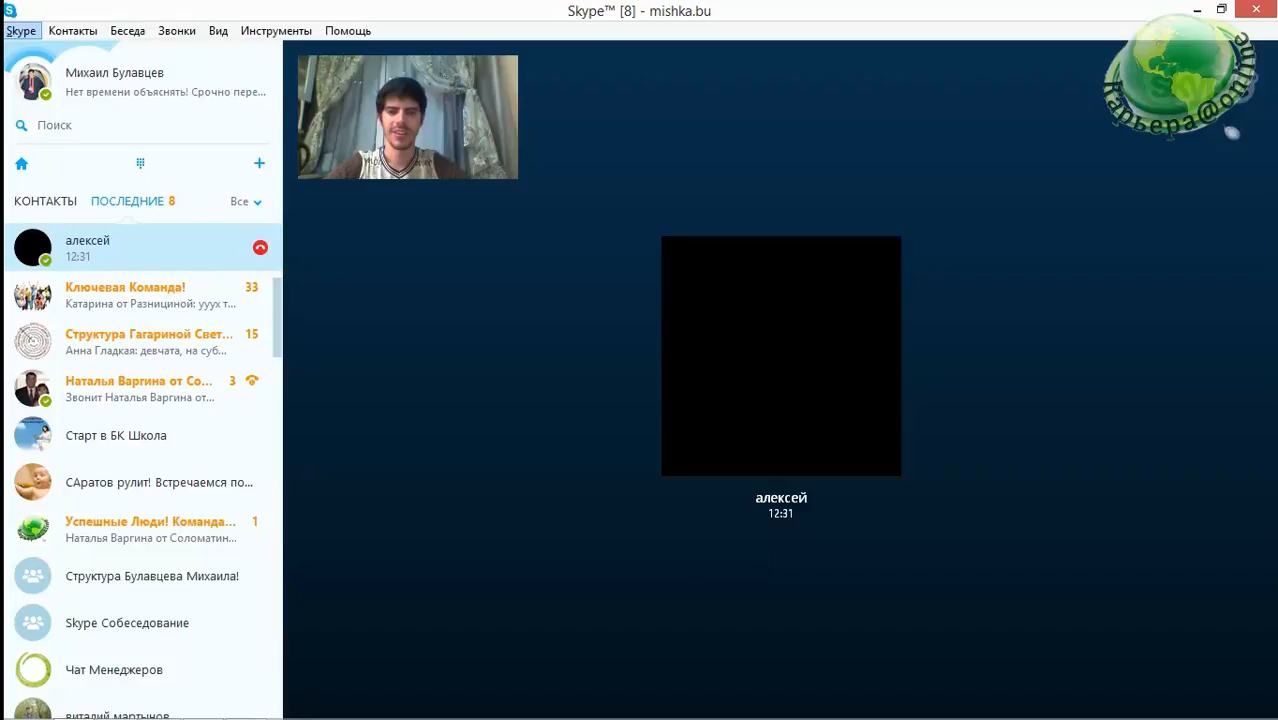 Skype™ [8] - mishka.bu
Skype Контакты Беседа Звонки Вид Инструменты Помощь
Михаил Булавцев
Нет времени объяснять! Срочно пере...
Поиск
КОНТАКТЫ ПОСЛЕДНИЕ 8 Все
алексей
12:31
Ключевая Команда! 33
Катарина от Разнициной: ууух т...
Структура Гагариной Свет... 15
Анна Гладкая: девчата, на суб...
Наталья Варгина от Со... 3
Звонит Наталья Варгина от...
Старт в БК Школа
САратов рулит! Встречаемся по...
Успешные Люди! Команда... 1
Наталья Варгина от Соломатин...
Структура Булавцева Михаила!
Skype Собеседование
Чат Менеджеров
виталий мартынов
алексей
12:31
Карьера@online